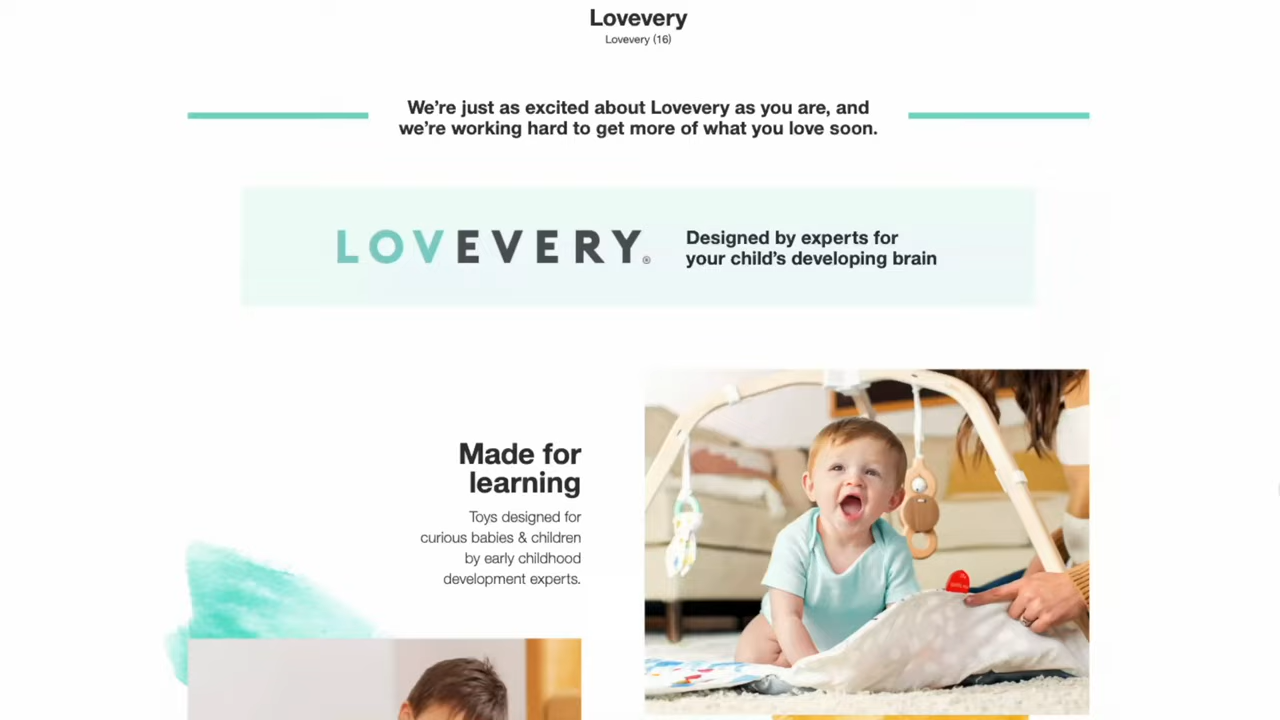 Lovevery
Lovevery (16)
We're just as excited about Lovevery as you are, and
we're working hard to get more of what you love soon.
LOVEVERY®
Designed by experts for
your child's developing brain
Made for
learning
Toys designed for
curious babies & children
by early childhood
development experts.